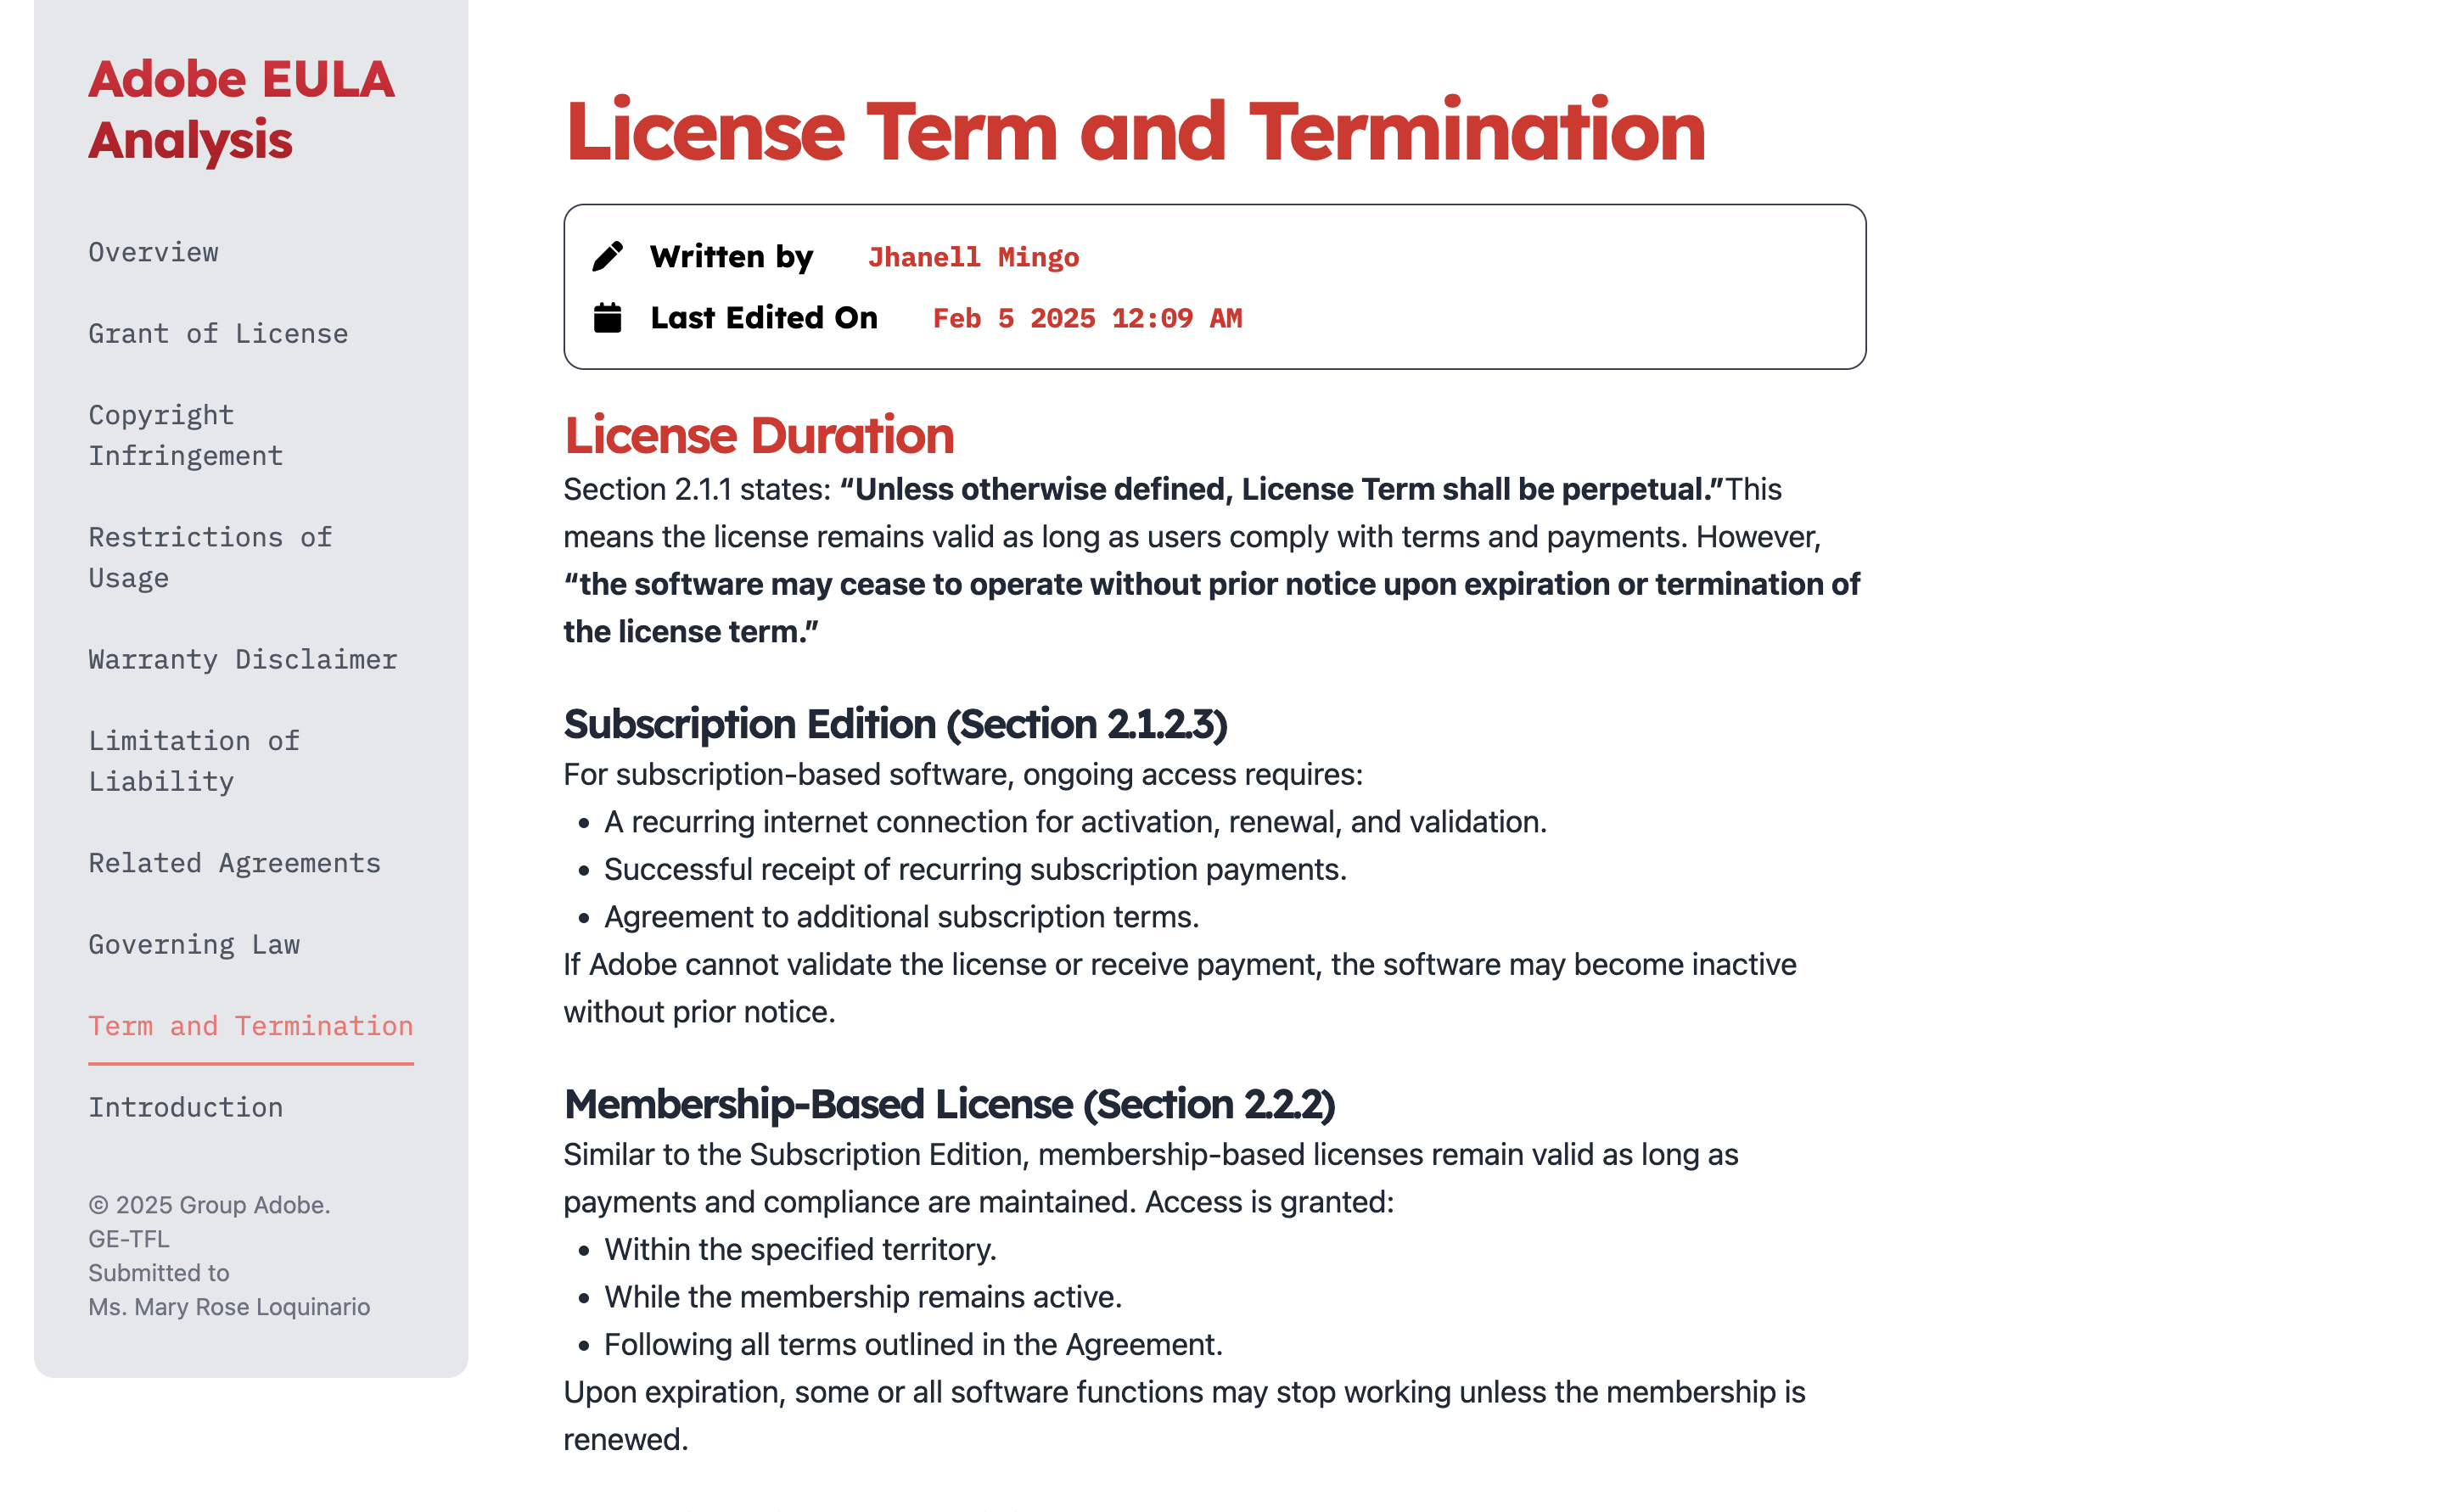 Adobe EULA
Analysis
Overview
Grant of License
Copyright
Infringement
Restrictions of
Usage
Warranty Disclaimer
Limitation of
Liability
Related Agreements
Governing Law
Term and Termination
Introduction
© 2025 Group Adobe.
GE-TFL
Submitted to
Ms. Mary Rose Loquinario
License Term and Termination
Written by Jhanell Mingo
Last Edited On Feb 5 2025 12:09 AM
License Duration
Section 2.1.1 states: “Unless otherwise defined, License Term shall be perpetual.”This
means the license remains valid as long as users comply with terms and payments. However,
“the software may cease to operate without prior notice upon expiration or termination of
the license term.”
Subscription Edition (Section 2.1.2.3)
For subscription-based software, ongoing access requires:
• A recurring internet connection for activation, renewal, and validation.
• Successful receipt of recurring subscription payments.
• Agreement to additional subscription terms.
If Adobe cannot validate the license or receive payment, the software may become inactive
without prior notice.
Membership-Based License (Section 2.2.2)
Similar to the Subscription Edition, membership-based licenses remain valid as long as
payments and compliance are maintained. Access is granted:
• Within the specified territory.
• While the membership remains active.
• Following all terms outlined in the Agreement.
Upon expiration, some or all software functions may stop working unless the membership is
renewed.